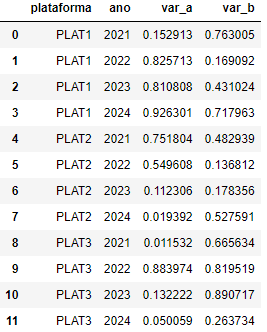 plataforma ano var_a var_b
0 PLAT1 2021 0.152913 0.763005
1 PLAT1 2022 0.825713 0.169092
2 PLAT1 2023 0.810808 0.431024
3 PLAT1 2024 0.926301 0.717963
4 PLAT2 2021 0.751804 0.482939
5 PLAT2 2022 0.549608 0.136812
6 PLAT2 2023 0.112306 0.178356
7 PLAT2 2024 0.019392 0.527591
8 PLAT3 2021 0.011532 0.665634
9 PLAT3 2022 0.883974 0.819519
10 PLAT3 2023 0.132222 0.890717
11 PLAT3 2024 0.050059 0.263734